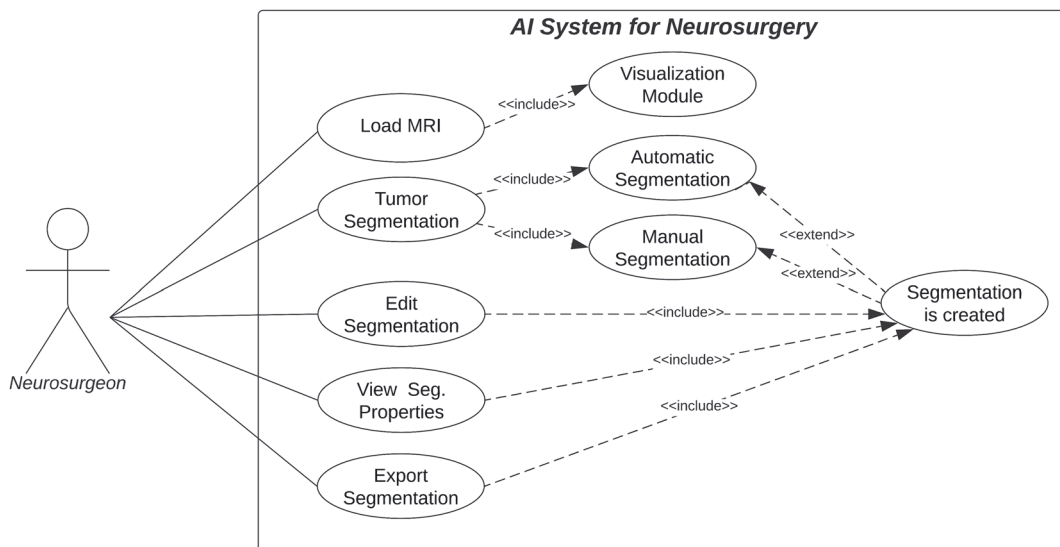 AI System for Neurosurgery
Visualization
Module
<<include>>
Load MRI
Automatic
Segmentation
<<include>>
Tumor
Segmentation
<<include>>
Manual
Segmentation
<<extend>>
<<extend>>
Segmentation
is created
Edit
Segmentation
<<include>>
Neurosurgeon
View Seg.
Properties
<<include>>
<<include>>
Export
Segmentation